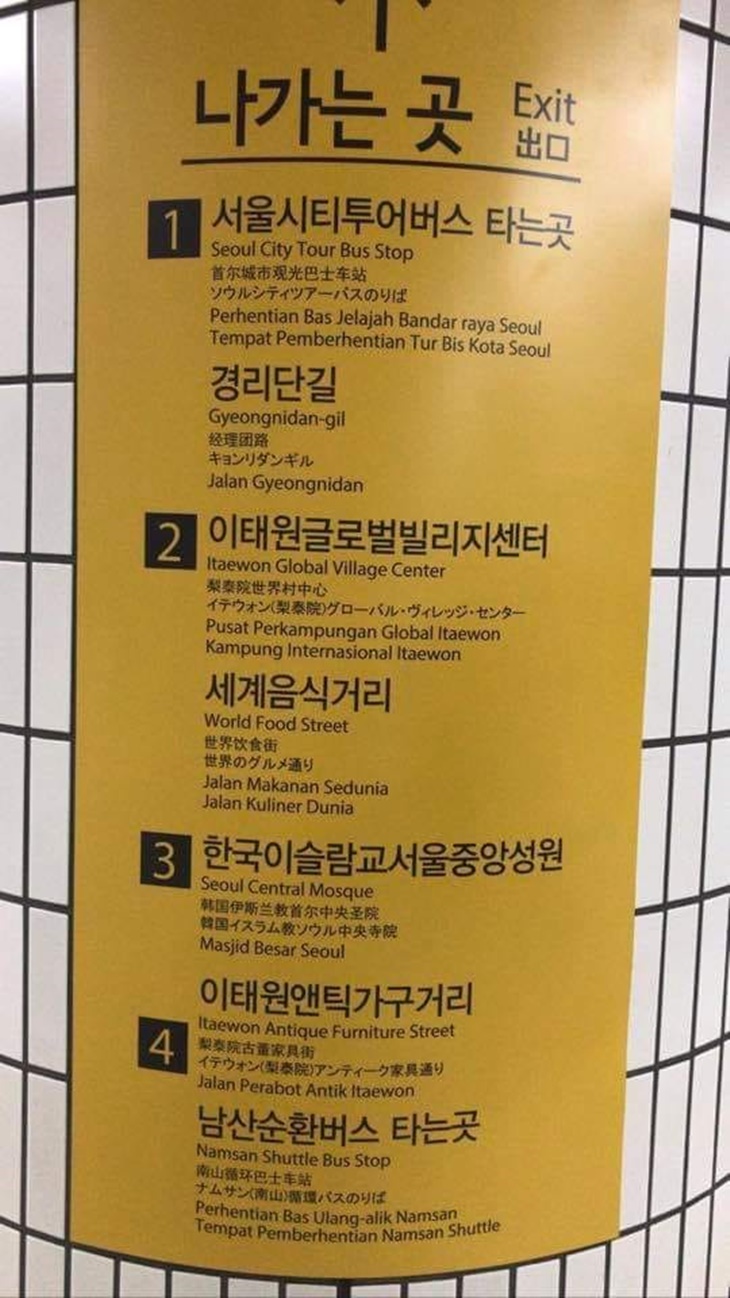 나가는 곳 Exit
出口
1 서울시티투어버스 타는곳
Seoul City Tour Bus Stop
首尔城市观光巴士车站
ソウルシティツアーバスのりば
Perhentian Bas Jelajah Bandar raya Seoul
Tempat Pemberhentian Tur Bis Kota Seoul
경리단길
Gyeongnidan-gil
经理团路
キョンリダンギル
Jalan Gyeongnidan
2 이태원글로벌빌리지센터
Itaewon Global Village Center
梨泰院世界村中心
イテウォン(梨泰院)グローバル・ヴィレッジ・センター
Pusat Perkampungan Global Itaewon
Kampung Internasional Itaewon
세계음식거리
World Food Street
世界饮食街
世界のグルメ通り
Jalan Makanan Sedunia
Jalan Kuliner Dunia
3 한국이슬람교서울중앙성원
Seoul Central Mosque
韩国伊斯兰教首尔中央圣院
韓国イスラム教ソウル中央寺院
Masjid Besar Seoul
이태원앤틱가구거리
4 Itaewon Antique Furniture Street
梨泰院古董家具街
イテウォン(梨泰院)アンティーク家具通り
Jalan Perabot Antik Itaewon
남산순환버스 타는곳
Namsan Shuttle Bus Stop
南山循环巴士车站
ナムサン(南山)循環バスのりば
Perhentian Bas Ulang-alik Namsan
Tempat Pemberhentian Namsan Shuttle